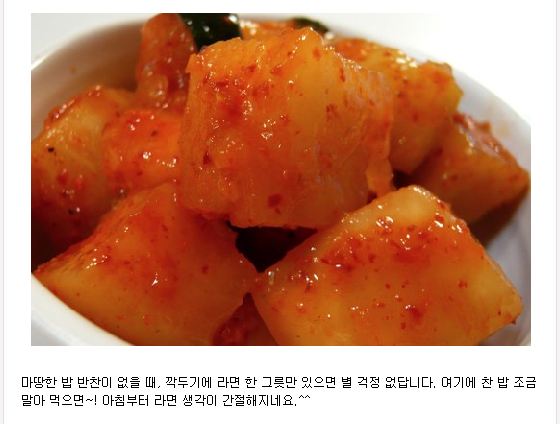 마땅한 밥 반찬이 없을 때, 깍두기에 라면 한 그릇만 있으면 별 걱정 없답니다. 여기에 찬 밥 조금
말아 먹으면~! 아침부터 라면 생각이 간절해지네요.^^